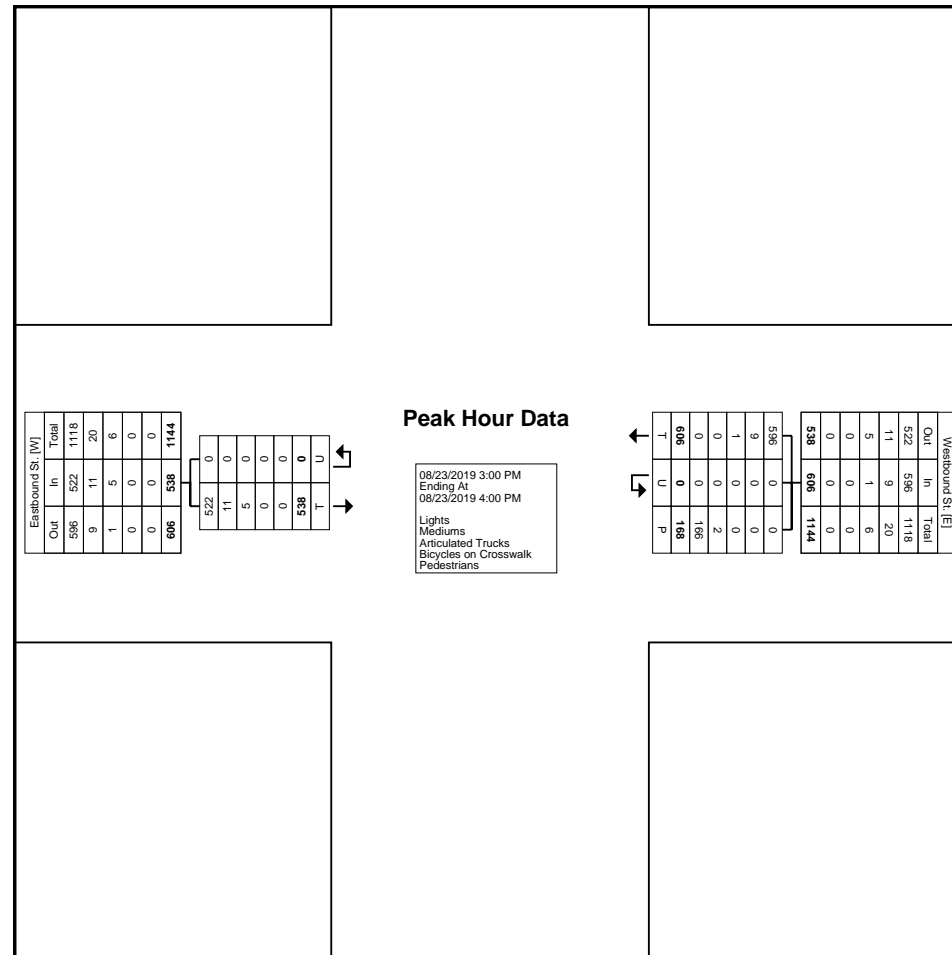 Peak Hour Data
08/23/2019 3:00 PM
Ending At
08/23/2019 4:00 PM
Lights
Mediums
Articulated Trucks
Bicycles on Crosswalk
Pedestrians
Eastbound St. [W]
Total 1118 20 6 0 0 1144
In 522 11 5 0 0 538
Out 596 9 1 0 0 606
0 0 0 0 0 0 U
522 11 5 0 0 538 T
Westbound St. [E]
Out In Total
522 596 1118
11 9 20
5 1 6
0 0 0
0 0 0
538 606 1144
596 0 0
9 0 0
1 0 0
0 0 2
0 0 166
606 0 168
T U P